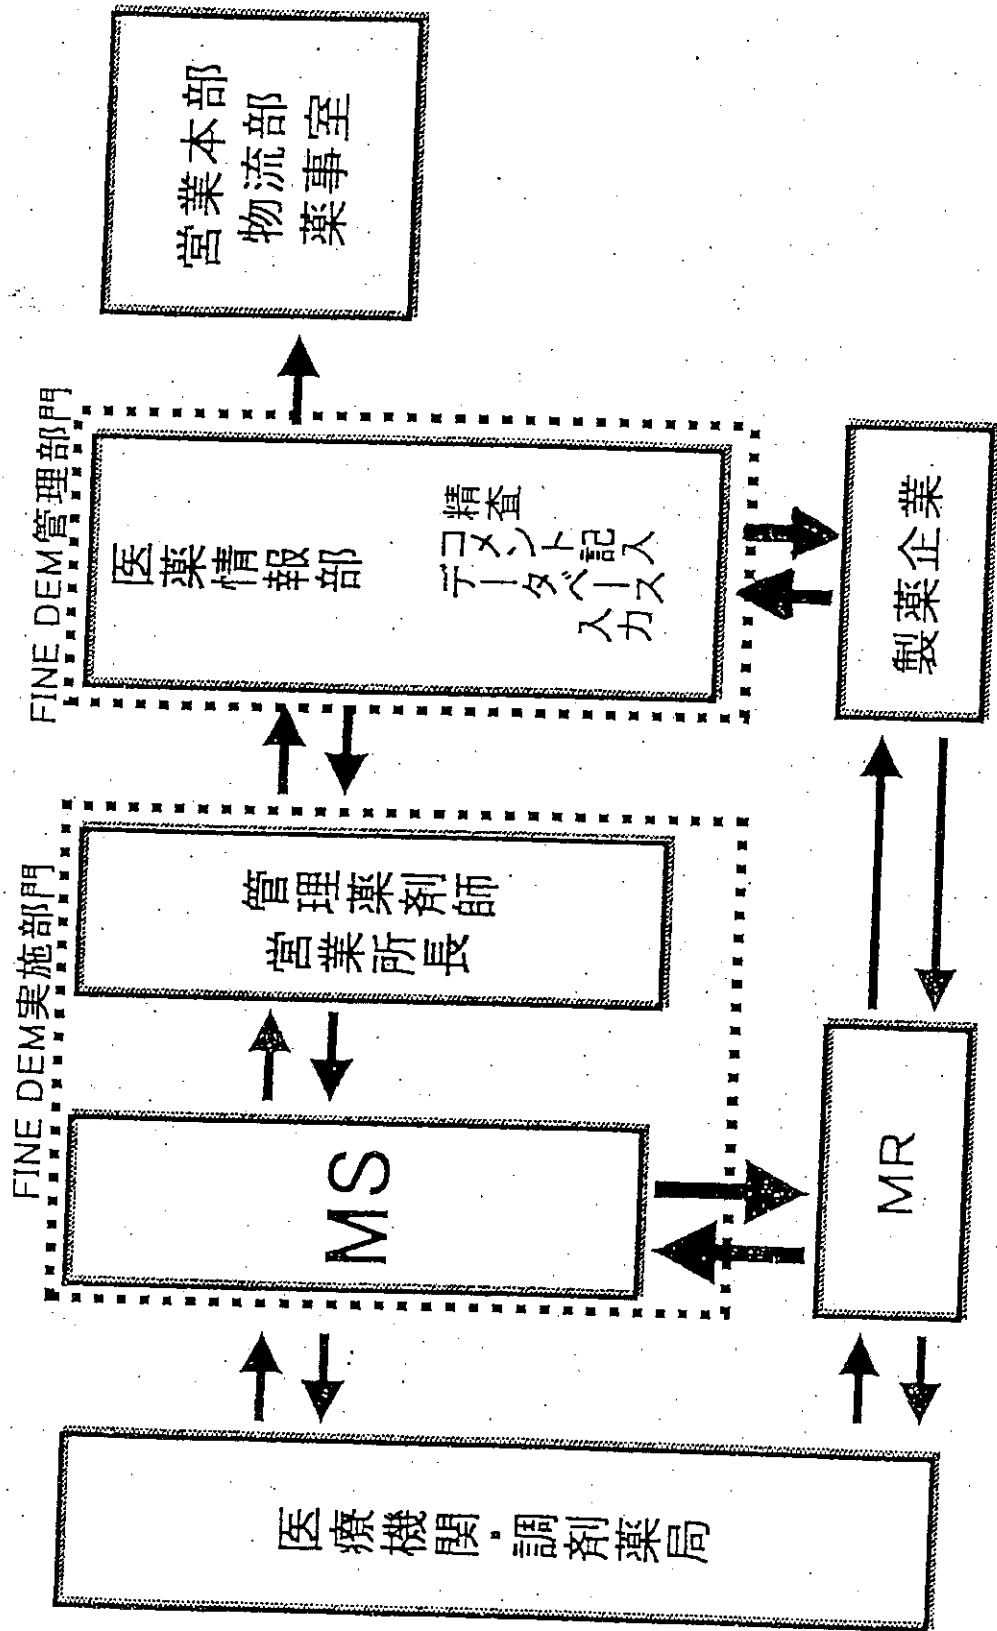 FINE DEM実施部門
FINE DEM管理部門
医療機関・調剤薬局
MS
管理薬剤師
営業所長
医薬情報部
精査
コメント記入
データベース
入力
営業本部
物流部
薬事室
MR
製薬企業